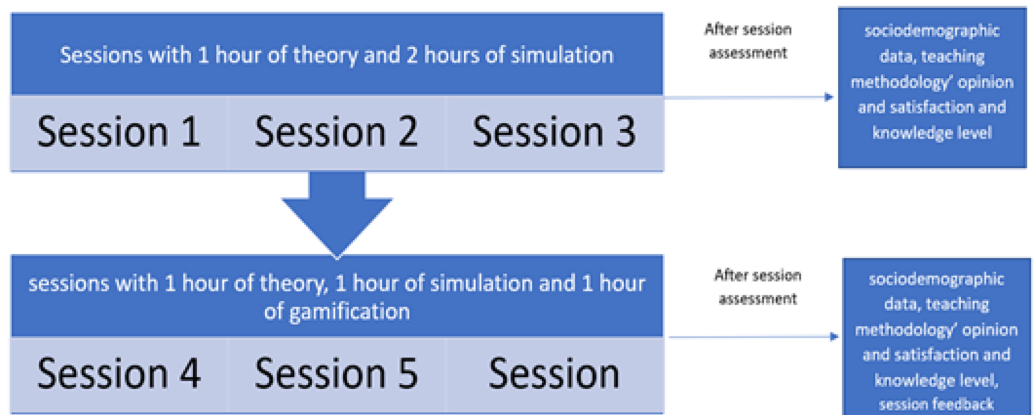 Sessions with 1 hour of theory and 2 hours of simulation
Session 1
Session 2
Session 3
After session
assessment
sociodemographic
data, teaching
methodology' opinion
and satisfaction and
knowledge level
sessions with 1 hour of theory, 1 hour of simulation and 1 hour
of gamification
Session 4
Session 5
Session
After session
assessment
sociodemographic
data, teaching
methodology' opinion
and satisfaction and
knowledge level,
session feedback